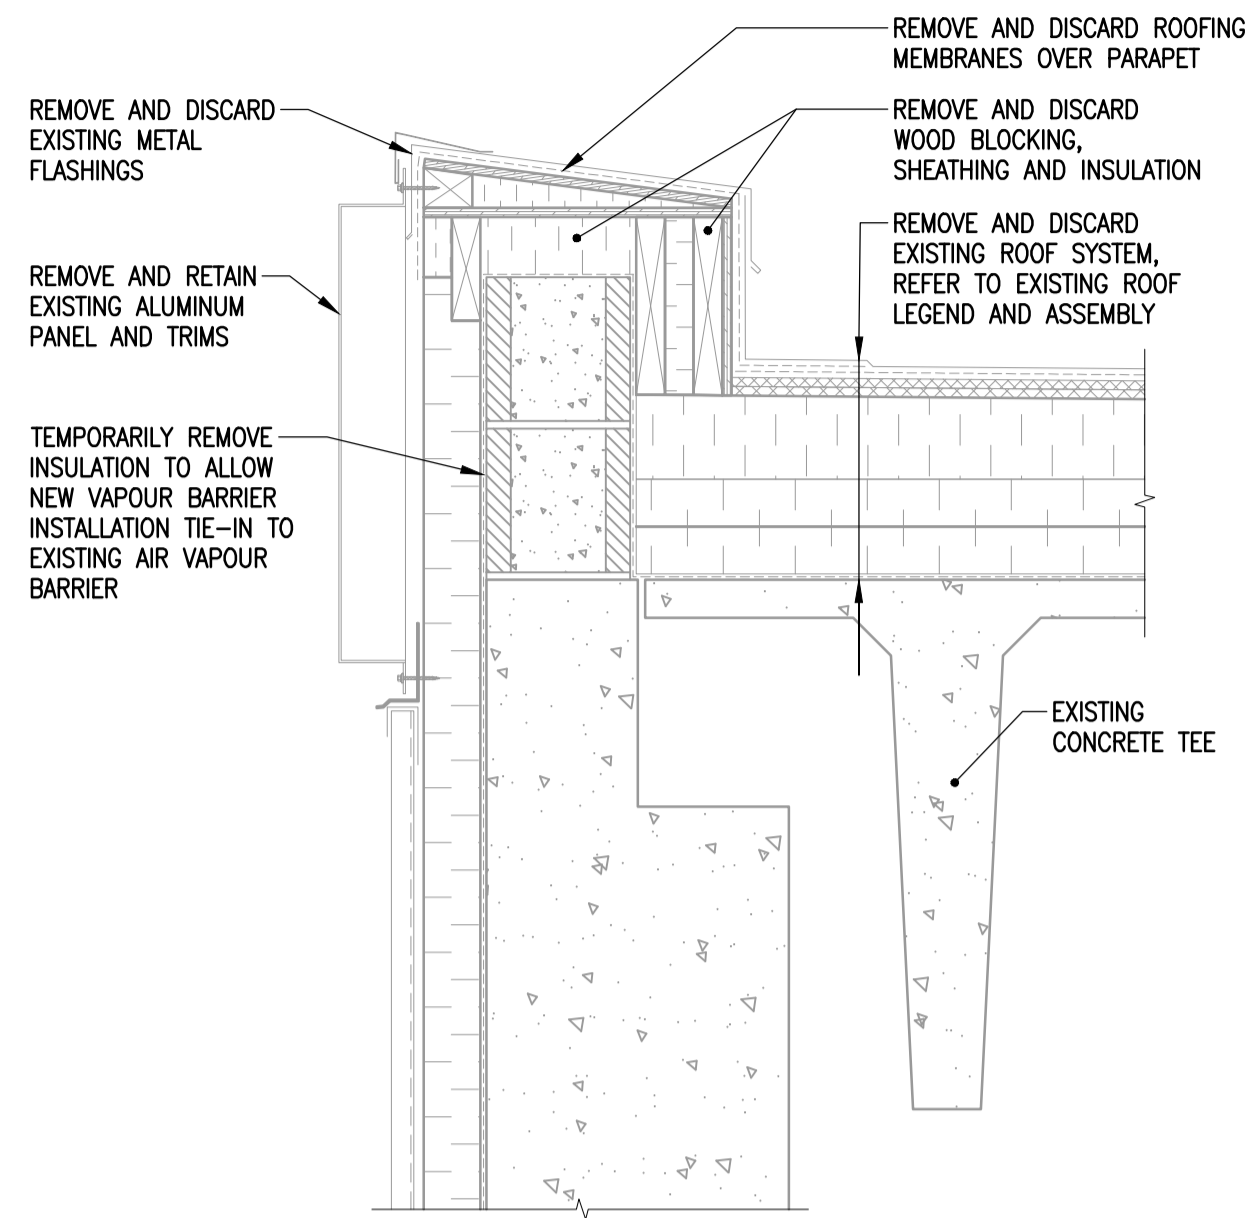 REMOVE AND DISCARD ROOFING
MEMBRANES OVER PARAPET
REMOVE AND DISCARD
EXISTING METAL
FLASHINGS
REMOVE AND DISCARD
WOOD BLOCKING,
SHEATHING AND INSULATION
REMOVE AND DISCARD
EXISTING ROOF SYSTEM,
REFER TO EXISTING ROOF
LEGEND AND ASSEMBLY
REMOVE AND RETAIN
EXISTING ALUMINUM
PANEL AND TRIMS
TEMPORARILY REMOVE
INSULATION TO ALLOW
NEW VAPOUR BARRIER
INSTALLATION TIE-IN TO
EXISTING AIR VAPOUR
BARRIER
EXISTING
CONCRETE TEE